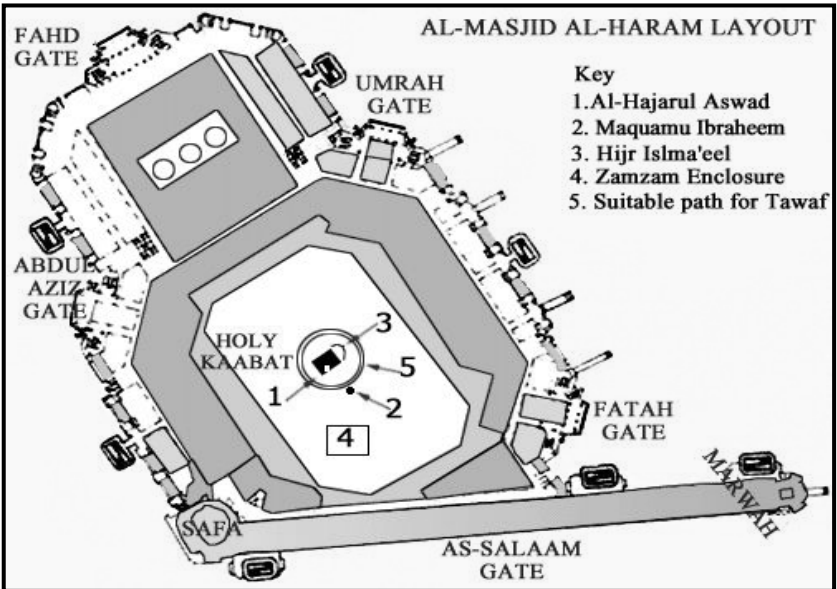 AL-MASJID AL-HARAM LAYOUT
FAHD
GATE
UMRAH
GATE
Key
1.Al-Hajarul Aswad
2. Maquamu Ibraheem
3. Hijr Islma'eel
4. Zamzam Enclosure
5. Suitable path for Tawaf
ABDUL
AZIZ
GATE
HOLY
KAABAT
3
5
1
2
4
FATAH
GATE
MARWAH
SAFA
AS-SALAAM
GATE